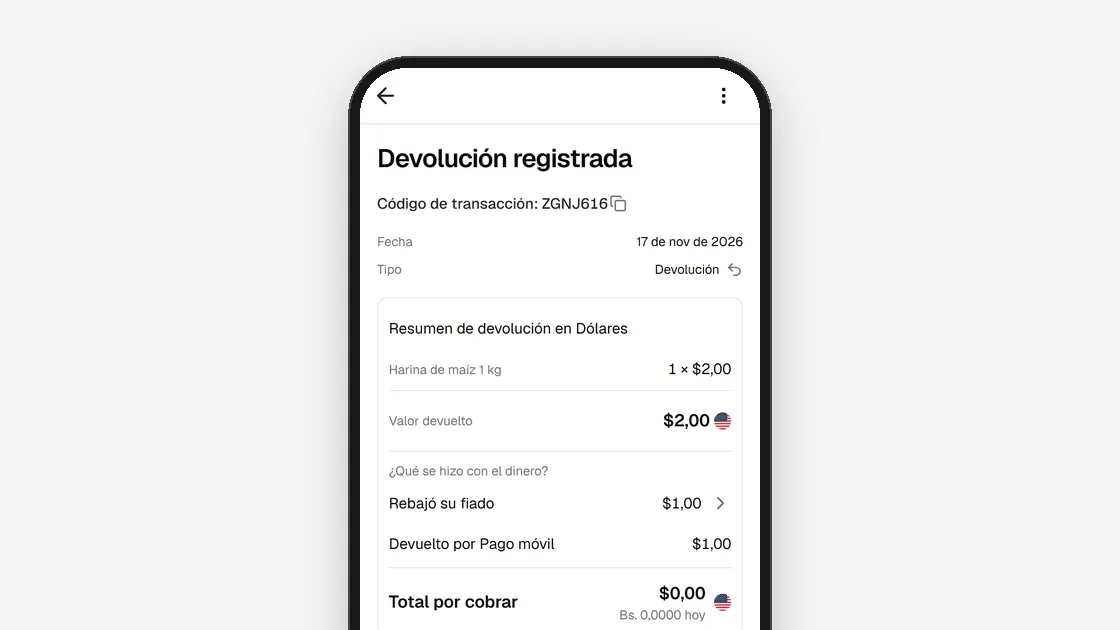 Devolución registrada
Código de transacción: ZGNJ616
Fecha 17 de nov de 2026
Tipo Devolución
Resumen de devolución en Dólares
Harina de maíz 1 kg 1 × $2,00
Valor devuelto $2,00
¿Qué se hizo con el dinero?
Rebajó su fiado $1,00
Devuelto por Pago móvil $1,00
Total por cobrar $0,00
Bs. 0,0000 hoy